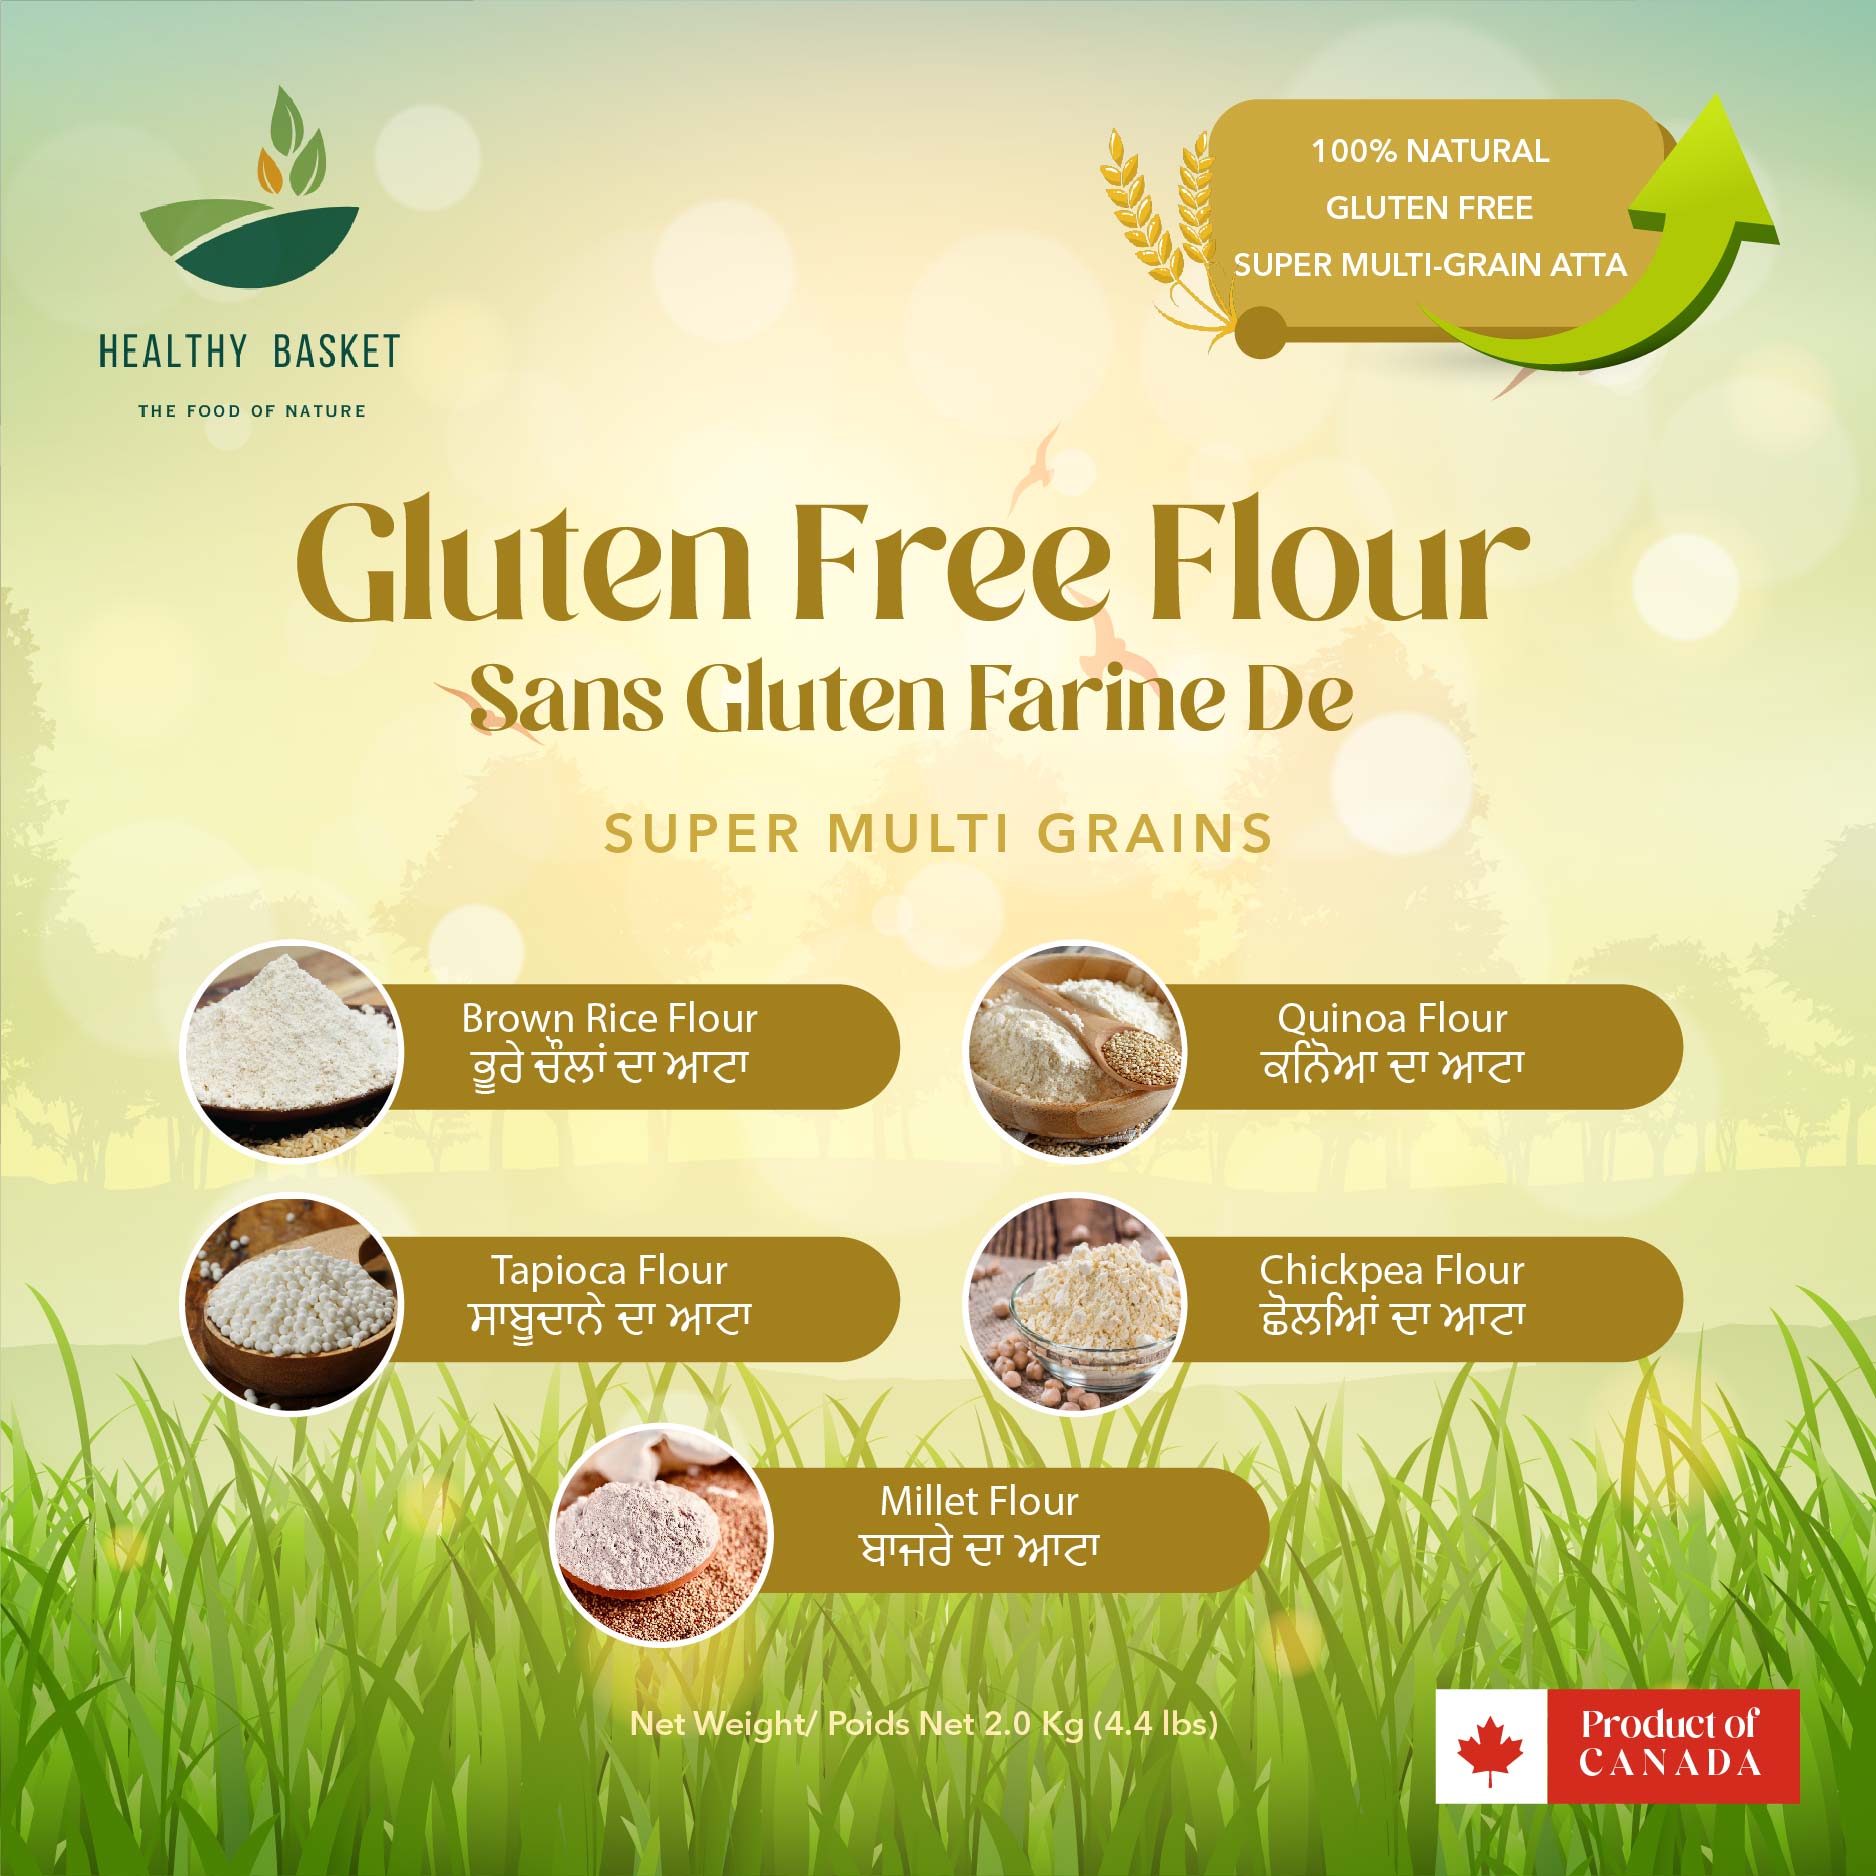 HEALTHY BASKET
THE FOOD OF NATURE
100% NATURAL
GLUTEN FREE
SUPER MULTI-GRAIN ATTA
Gluten Free Flour
Sans Gluten Farine De
SUPER MULTI GRAINS
Brown Rice Flour
ਭੂਰੇ ਚੌਲਾਂ ਦਾ ਆਟਾ
Quinoa Flour
ਕਨਿੋਆ ਦਾ ਆਟਾ
Tapioca Flour
ਸਾਬੂਦਾਨੇ ਦਾ ਆਟਾ
Chickpea Flour
ਛੋਲਆਿਂ ਦਾ ਆਟਾ
Millet Flour
ਬਾਜਰੇ ਦਾ ਆਟਾ
Net Weight/ Poids Net 2.0 Kg (4.4 lbs)
Product of
CANADA